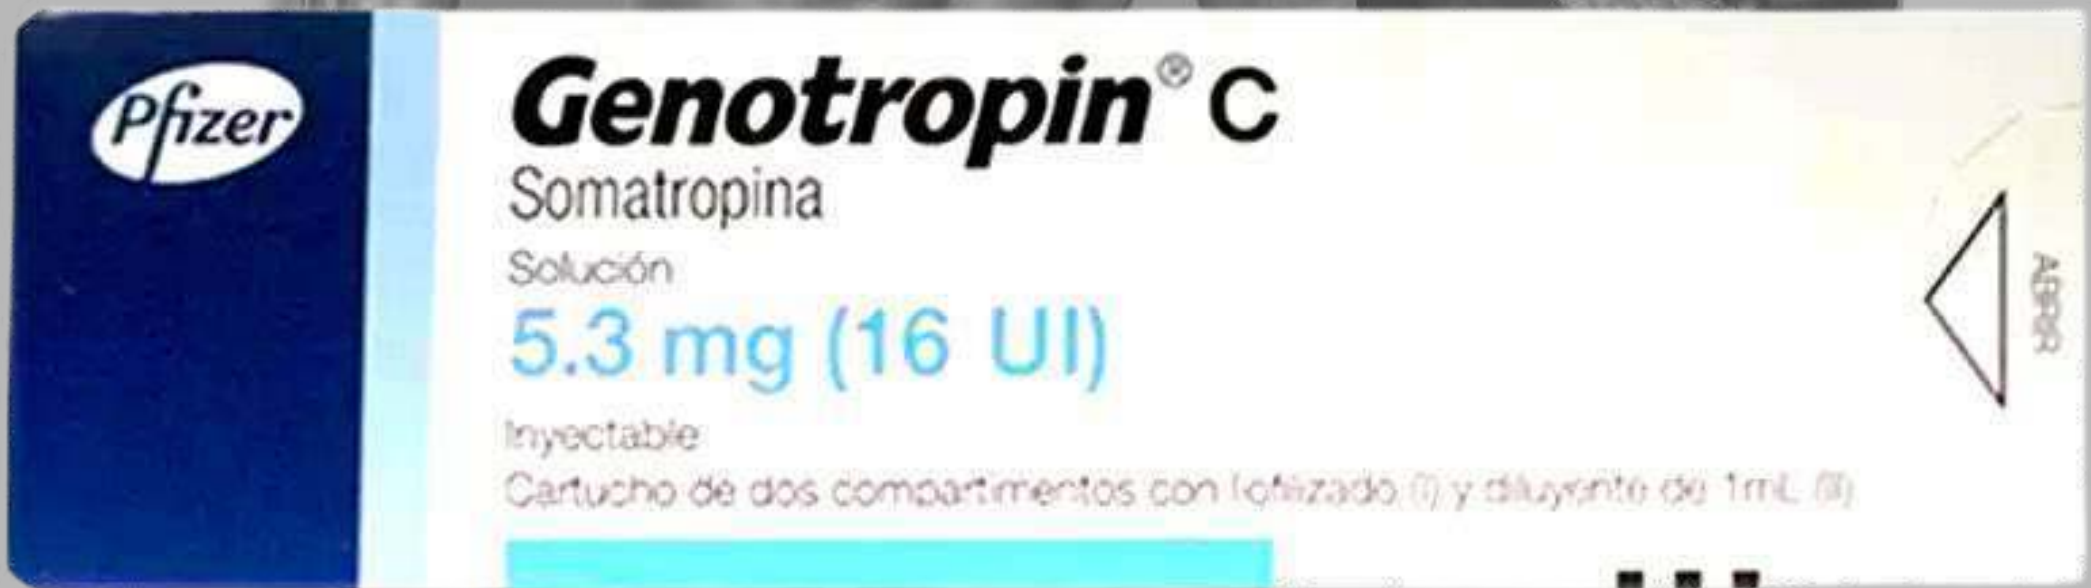 Pfizer
Genotropin® C
Somatropina
Solución
5.3 mg (16 UI)
Inyectable
Cartucho de dos compartimentos con liofilizado (I) y diluyente de 1mL (II)
ABRIR